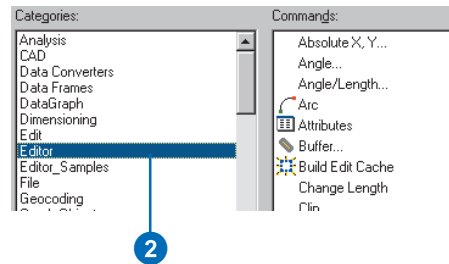 Categories:
Analysis
CAD
Data Converters
Data Frames
DataGraph
Dimensioning
Edit
Editor
Editor_Samples
File
Geocoding
Commands:
Absolute X, Y...
Angle...
Angle/Length...
Arc
Attributes
Buffer...
Build Edit Cache
Change Length
Clip
2